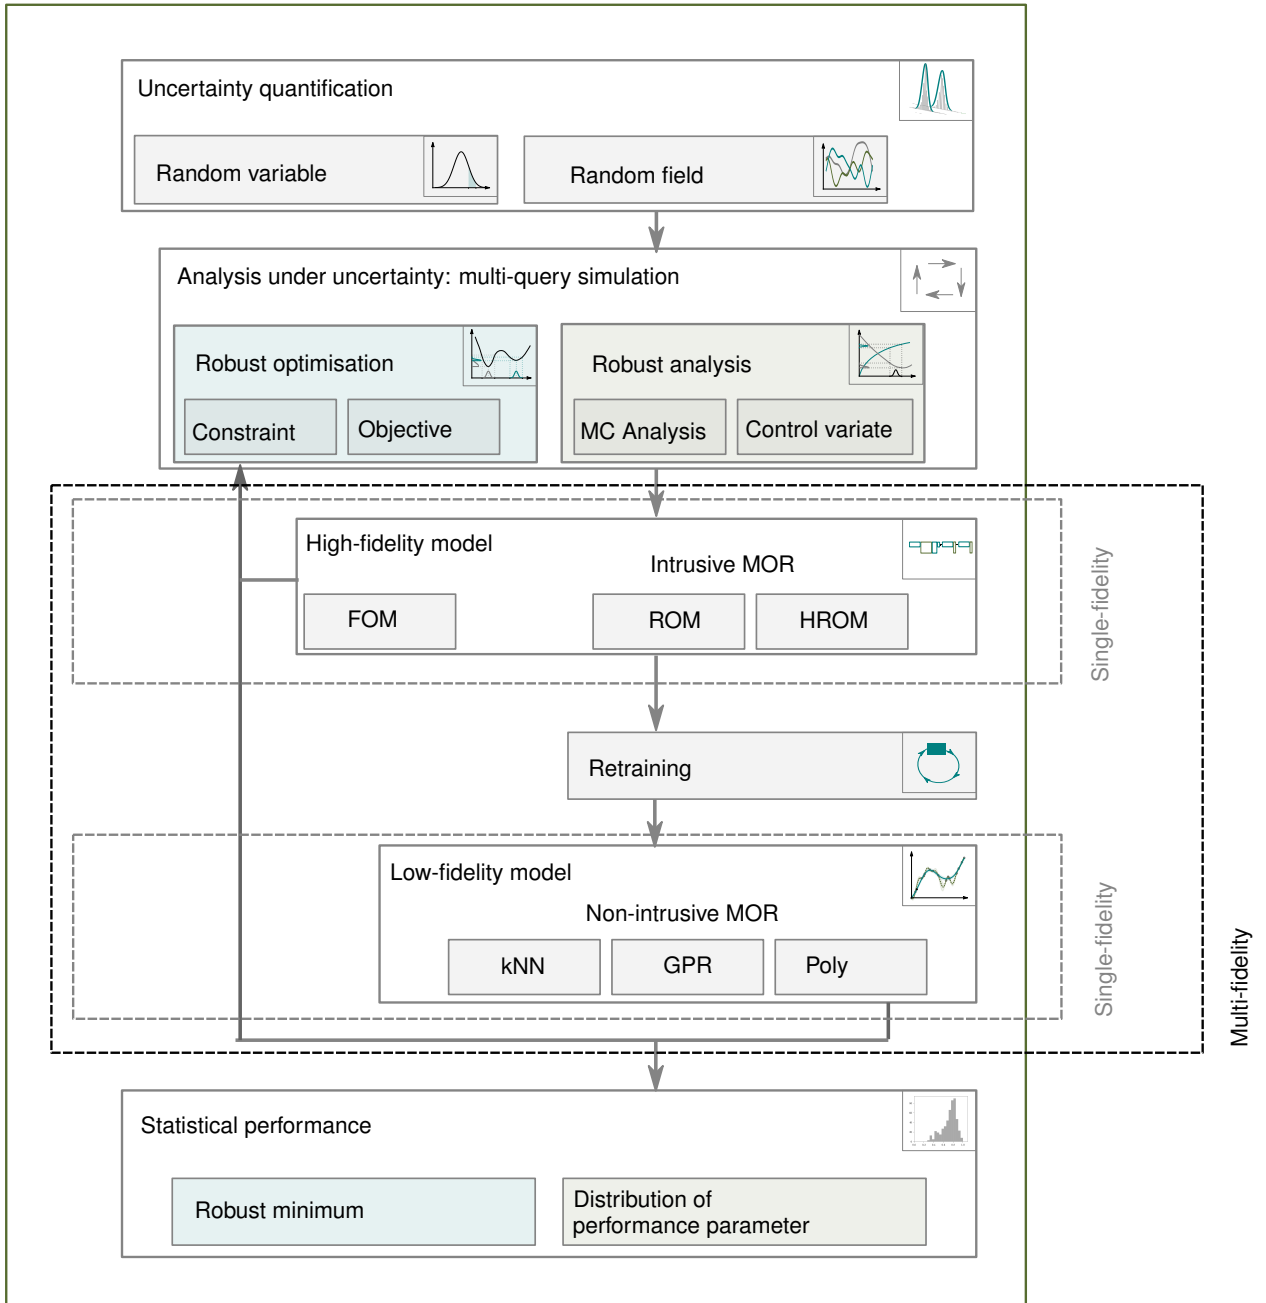 Uncertainty quantification
Random variable
Random field
Analysis under uncertainty: multi-query simulation
Robust optimisation
Robust analysis
Constraint
Objective
MC Analysis
Control variate
High-fidelity model
Intrusive MOR
FOM
ROM
HROM
Single-fidelity
Retraining
Low-fidelity model
Non-intrusive MOR
kNN
GPR
Poly
Single-fidelity
Multi-fidelity
Statistical performance
Robust minimum
Distribution of
performance parameter